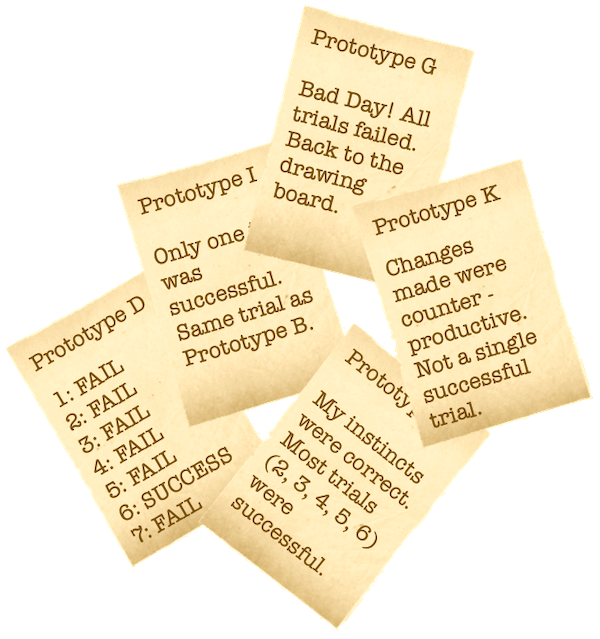 Prototype G
Bad Day! All
trials failed.
Back to the
drawing
board.
Prototype I
Only one
was
successful.
Same trial as
Prototype B.
Prototype K
Changes
made were
counter -
productive.
Not a single
successful
trial.
Prototype D
1: FAIL
2: FAIL
3: FAIL
4: FAIL
5: FAIL
6: SUCCESS
7: FAIL
My instincts
were correct.
Most trials
(2, 3, 4, 5, 6)
were
successful.